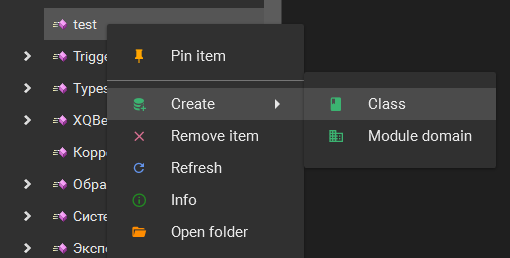 test
Trigge
Types
XQBe
Корро
Обра
Систе
Экспо
Pin item
Create
Remove item
Refresh
Info
Open folder
Class
Module domain